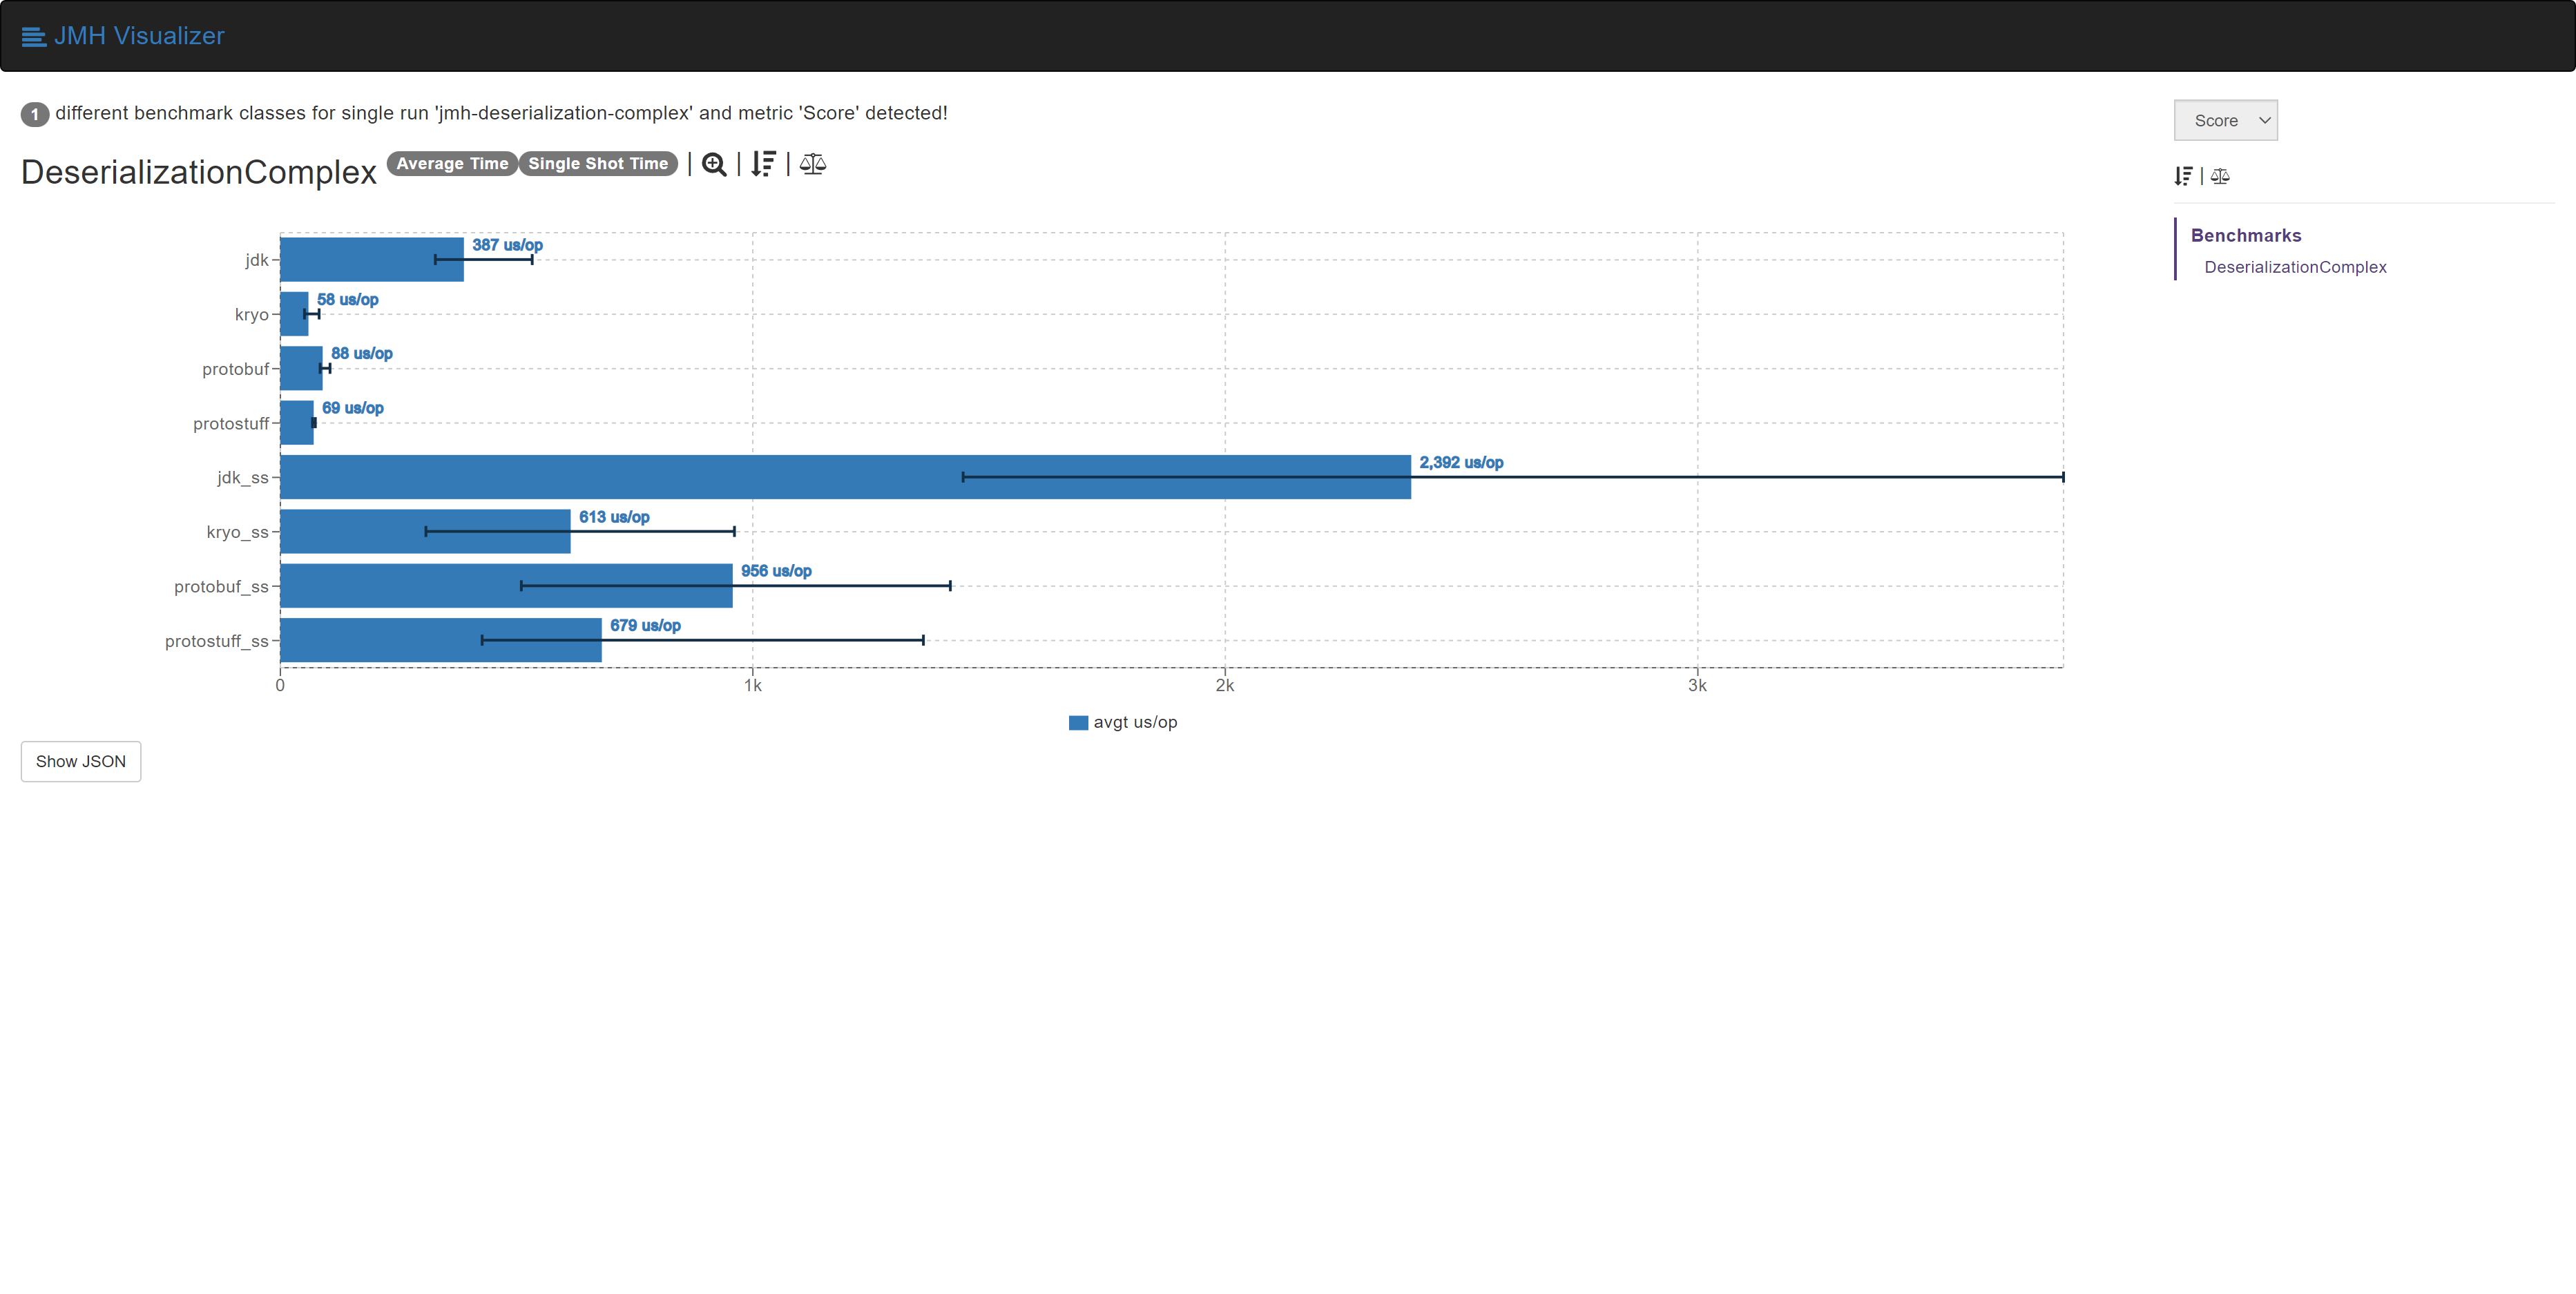 JMH Visualizer
1 different benchmark classes for single run 'jmh-deserialization-complex' and metric 'Score' detected!
DeserializationComplex Average Time Single Shot Time | | |
Score
|
Benchmarks
DeserializationComplex
jdk 387 us/op
kryo 58 us/op
protobuf 88 us/op
protostuff 69 us/op
jdk_ss 2,392 us/op
kryo_ss 613 us/op
protobuf_ss 956 us/op
protostuff_ss 679 us/op
0 1k 2k 3k
avgt us/op
Show JSON